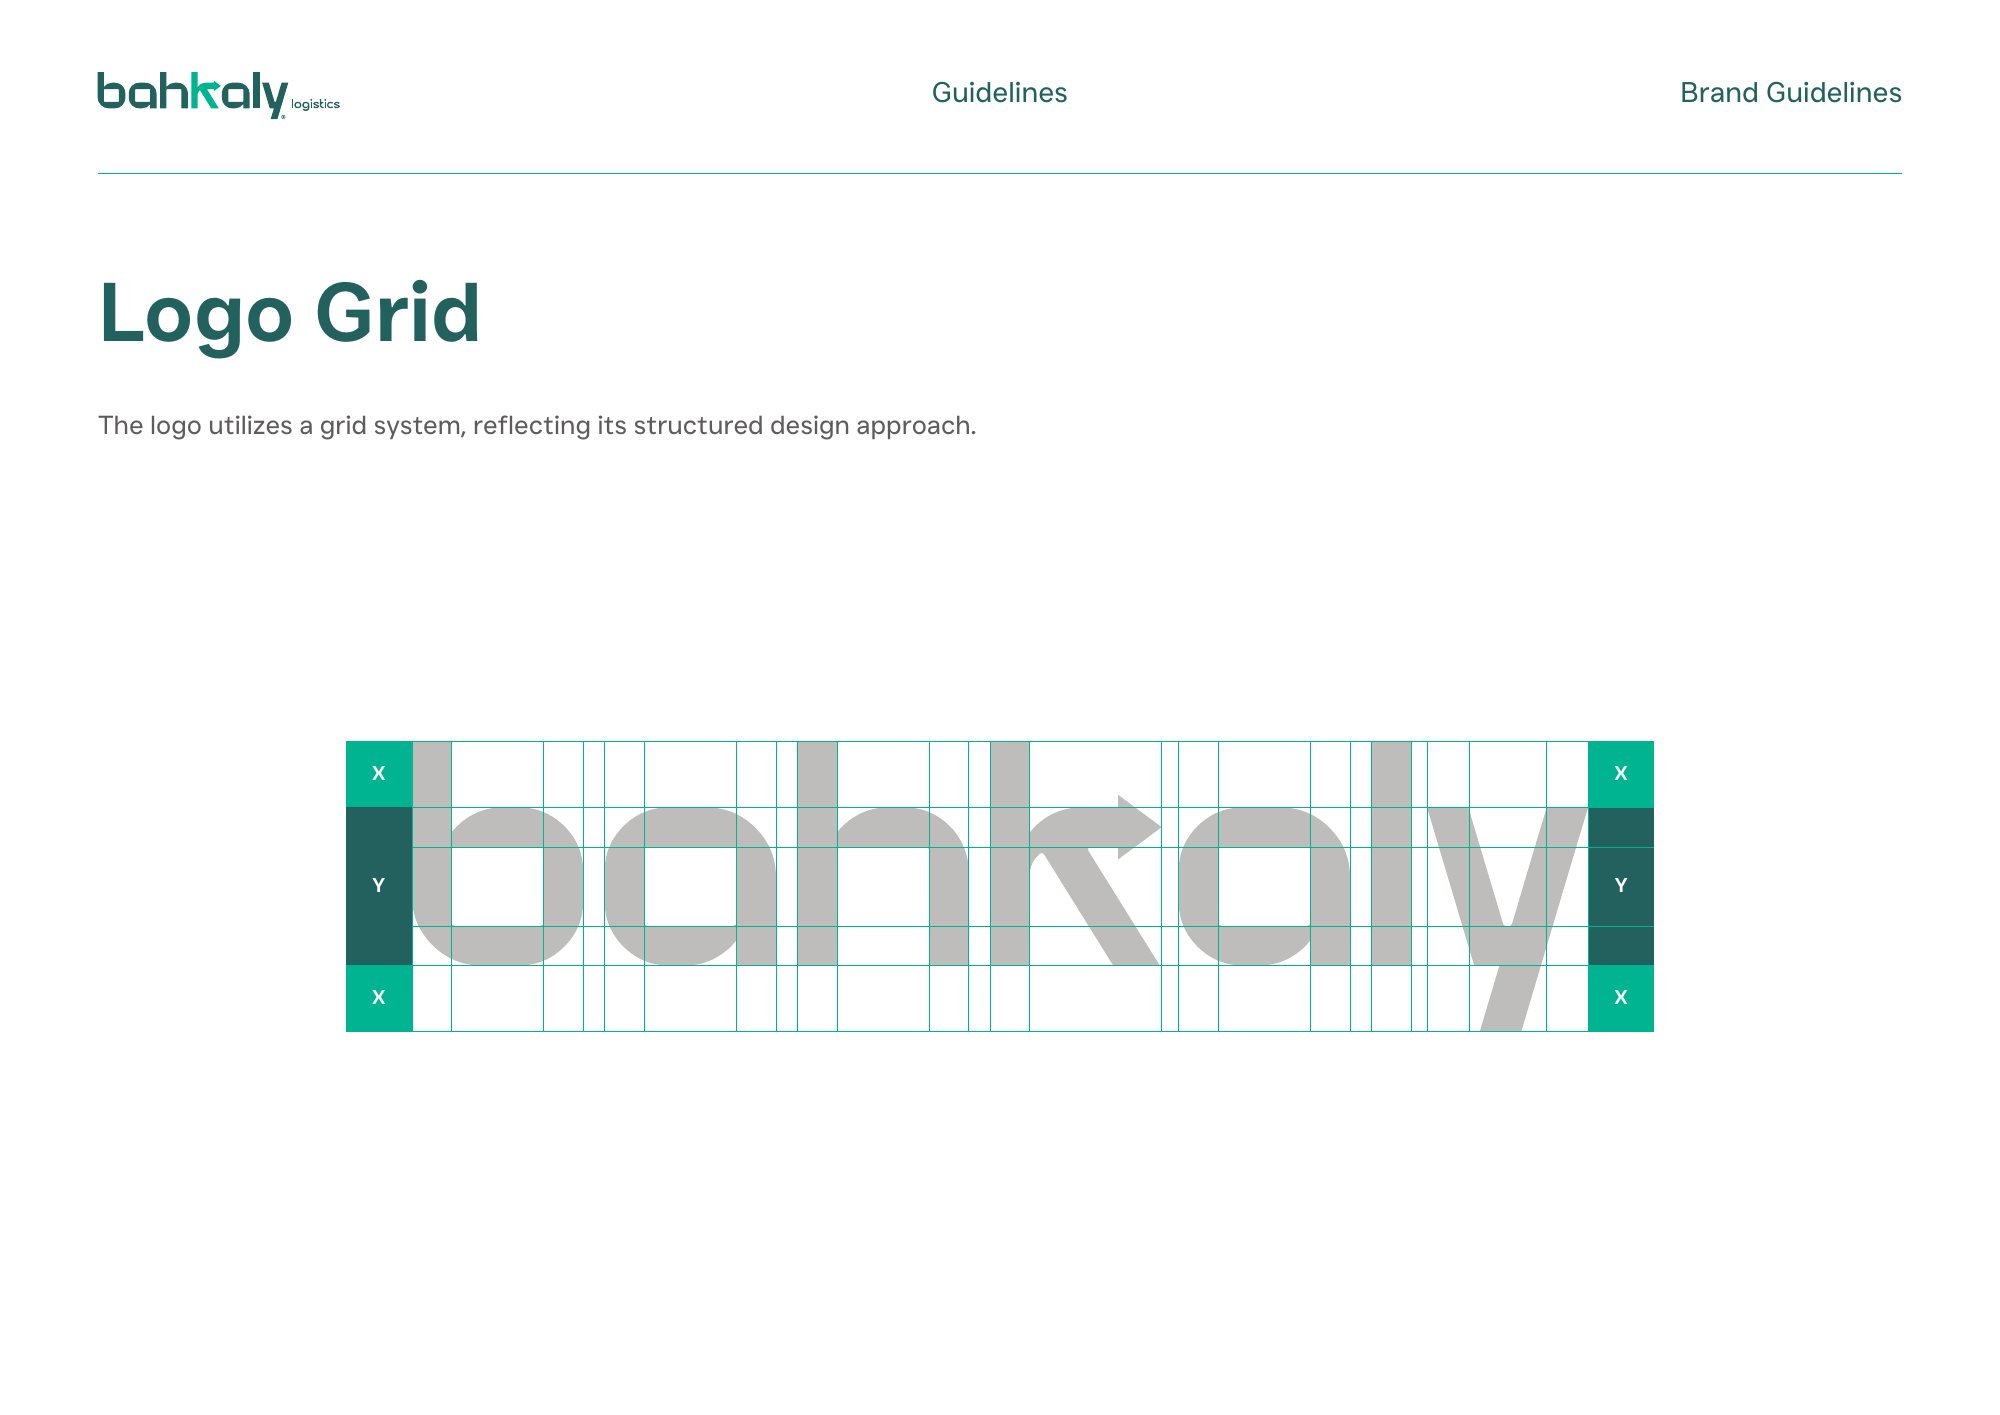 bahkaly logistics
Guidelines
Brand Guidelines
Logo Grid
The logo utilizes a grid system, reflecting its structured design approach.
X
X
bahkaly
Y
Y
X
X